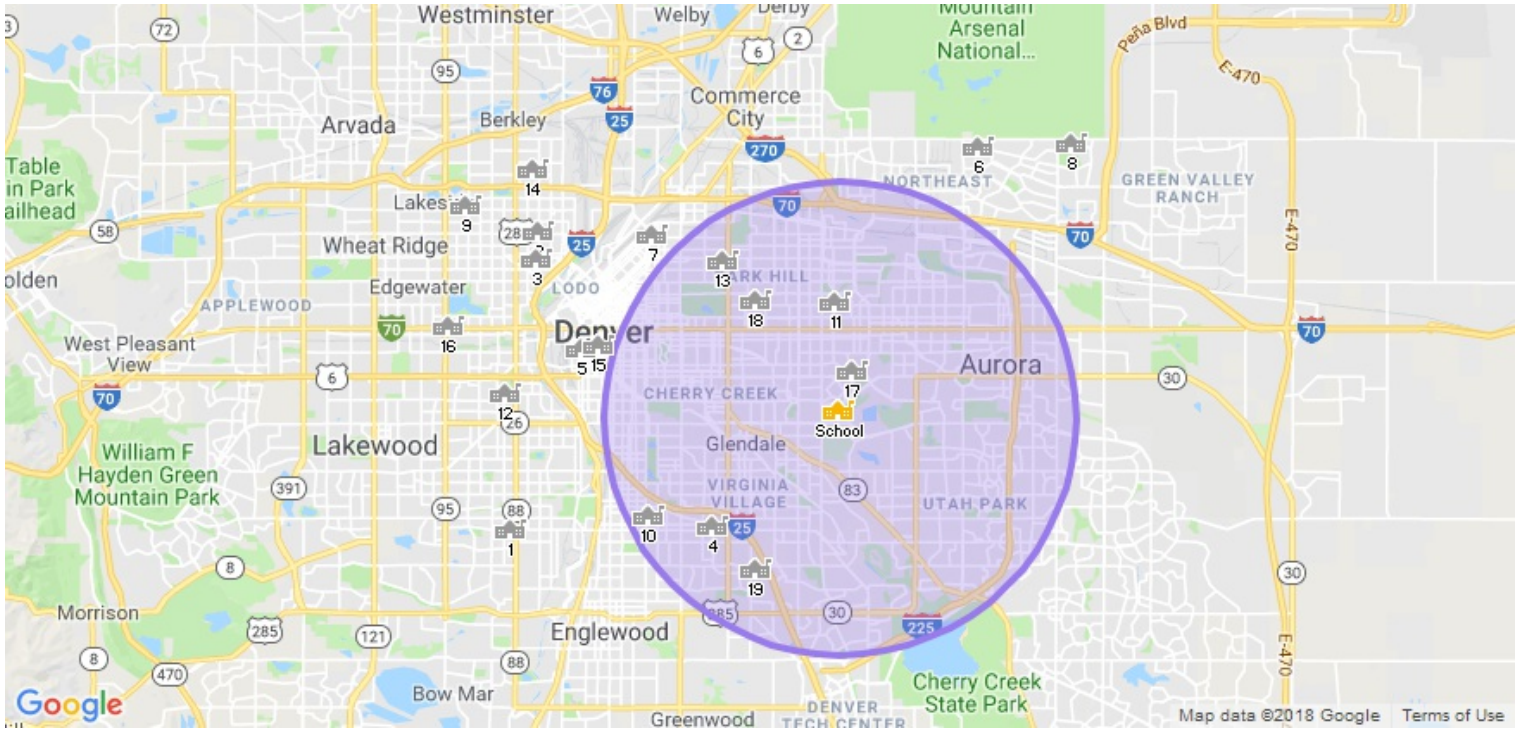 Westminster
Welby
Derby
Mountain
Arsenal
National...
Peña Blvd
E-470
3
72
6
2
95
76
25
Commerce
City
Berkley
Arvada
270
Table
in Park
ailhead
14
6
8
NORTHEAST
GREEN VALLEY
RANCH
Lakes
9
70
58
Wheat Ridge
28
25
7
70
E-470
3
olden
Edgewater
LODO
13
ARK HILL
APPLEWOOD
18
11
70
16
Denver
70
West Pleasant
View
5
15
Aurora
6
30
70
12
CHERRY CREEK
17
26
School
Lakewood
Glendale
William F
Hayden Green
Mountain Park
391
VIRGINIA
VILLAGE
83
UTAH PARK
95
88
10
4
25
1
8
19
30
Morrison
285
285
30
121
Englewood
225
8
88
E-470
470
Bow Mar
Cherry Creek
State Park
Google
Greenwood
DENVER
TECH CENTER
Map data ©2018 Google
Terms of Use